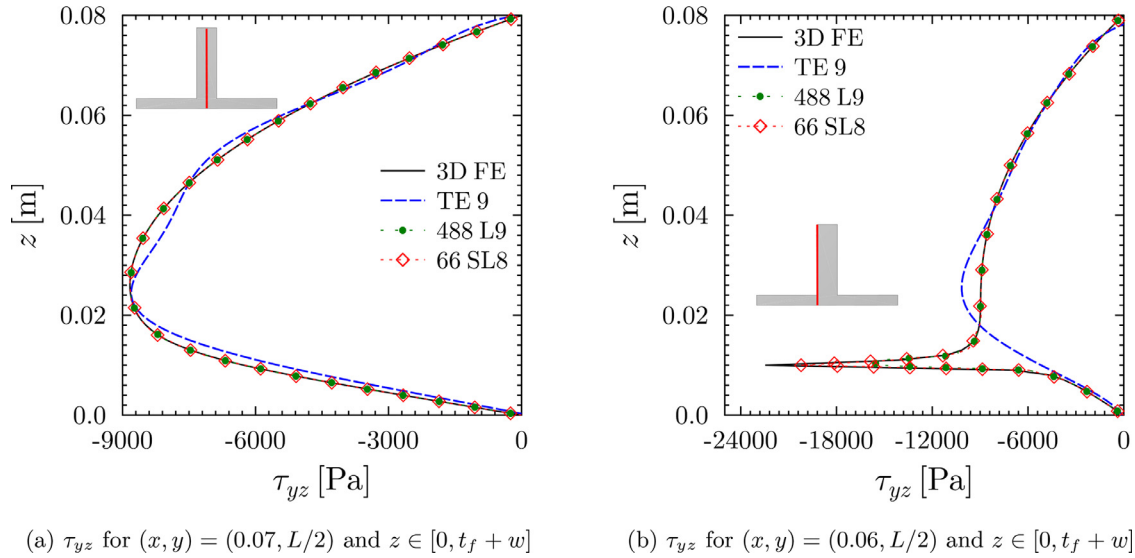 -9000 -6000 -3000 0
0.0
0.02
0.04
0.06
0.08
z [m]
3D FE
TE 9
488 L9
66 SL8
τyz [Pa]
(a) τyz for (x, y) = (0.07, L/2) and z ∈ [0, tf + w]
-24000 -18000 -12000 -6000 0
0.0
0.02
0.04
0.06
0.08
z [m]
3D FE
TE 9
488 L9
66 SL8
τyz [Pa]
(b) τyz for (x, y) = (0.06, L/2) and z ∈ [0, tf + w]